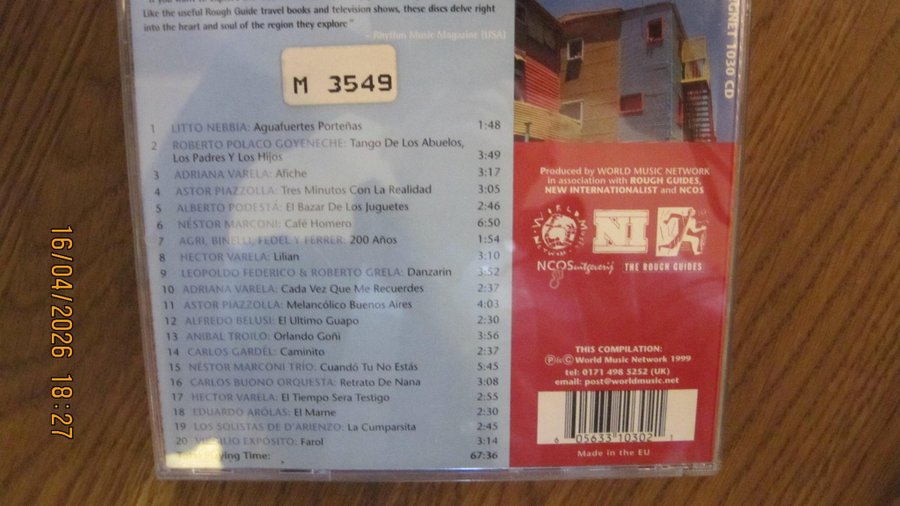 Like the useful Rough Guide travel books and television shows, these discs delve right
into the heart and soul of the region they explore"
– Rhythm Music Magazine (USA)
M 3549
1 LITTO NEBBIA: Aguafuertes Porteñas 1:48
2 ROBERTO POLACO GOYENECHE: Tango De Los Abuelos,
Los Padres Y Los Hijos 3:49
3 ADRIANA VARELA: Afiche 3:17
4 ASTOR PIAZZOLLA: Tres Minutos Con La Realidad 3:05
5 ALBERTO PODESTÁ: El Bazar De Los Juguetes 2:46
6 NÉSTOR MARCONI: Café Homero 6:50
7 AGRI, BINELLI, FEDEL Y FERRER: 200 Años 1:54
8 HECTOR VARELA: Lilian 3:10
9 LEOPOLDO FEDERICO & ROBERTO GRELA: Danzarin 3:52
10 ADRIANA VARELA: Cada Vez Que Me Recuerdes 2:37
11 ASTOR PIAZZOLLA: Melancólico Buenos Aires 4:03
12 ALFREDO BELUSI: El Ultimo Guapo 2:30
13 ANIBAL TROILO: Orlando Goñi 3:56
14 CARLOS GARDEL: Caminito 2:37
15 NÉSTOR MARCONI TRÍO: Cuandó Tu No Estás 5:45
16 CARLOS BUONO ORQUESTA: Retrato De Nana 3:08
17 HECTOR VARELA: El Tiempo Sera Testigo 2:55
18 EDUARDO AROLAS: El Marne 2:30
19 LOS SOLISTAS DE D'ARIENZO: La Cumparsita 2:45
20 VIRGILIO EXPÓSITO: Farol 3:14
Total Playing Time: 67:36
GNET 1030 CD
Produced by WORLD MUSIC NETWORK
in association with ROUGH GUIDES,
NEW INTERNATIONALIST and NCOS
NI
NCOS uitgeverij
THE ROUGH GUIDES
THIS COMPILATION:
Ⓟ&Ⓒ World Music Network 1999
tel: 0171 498 5252 (UK)
email: post@worldmusic.net
6 05633 10302 1
Made in the EU
16/04/2026 18:27